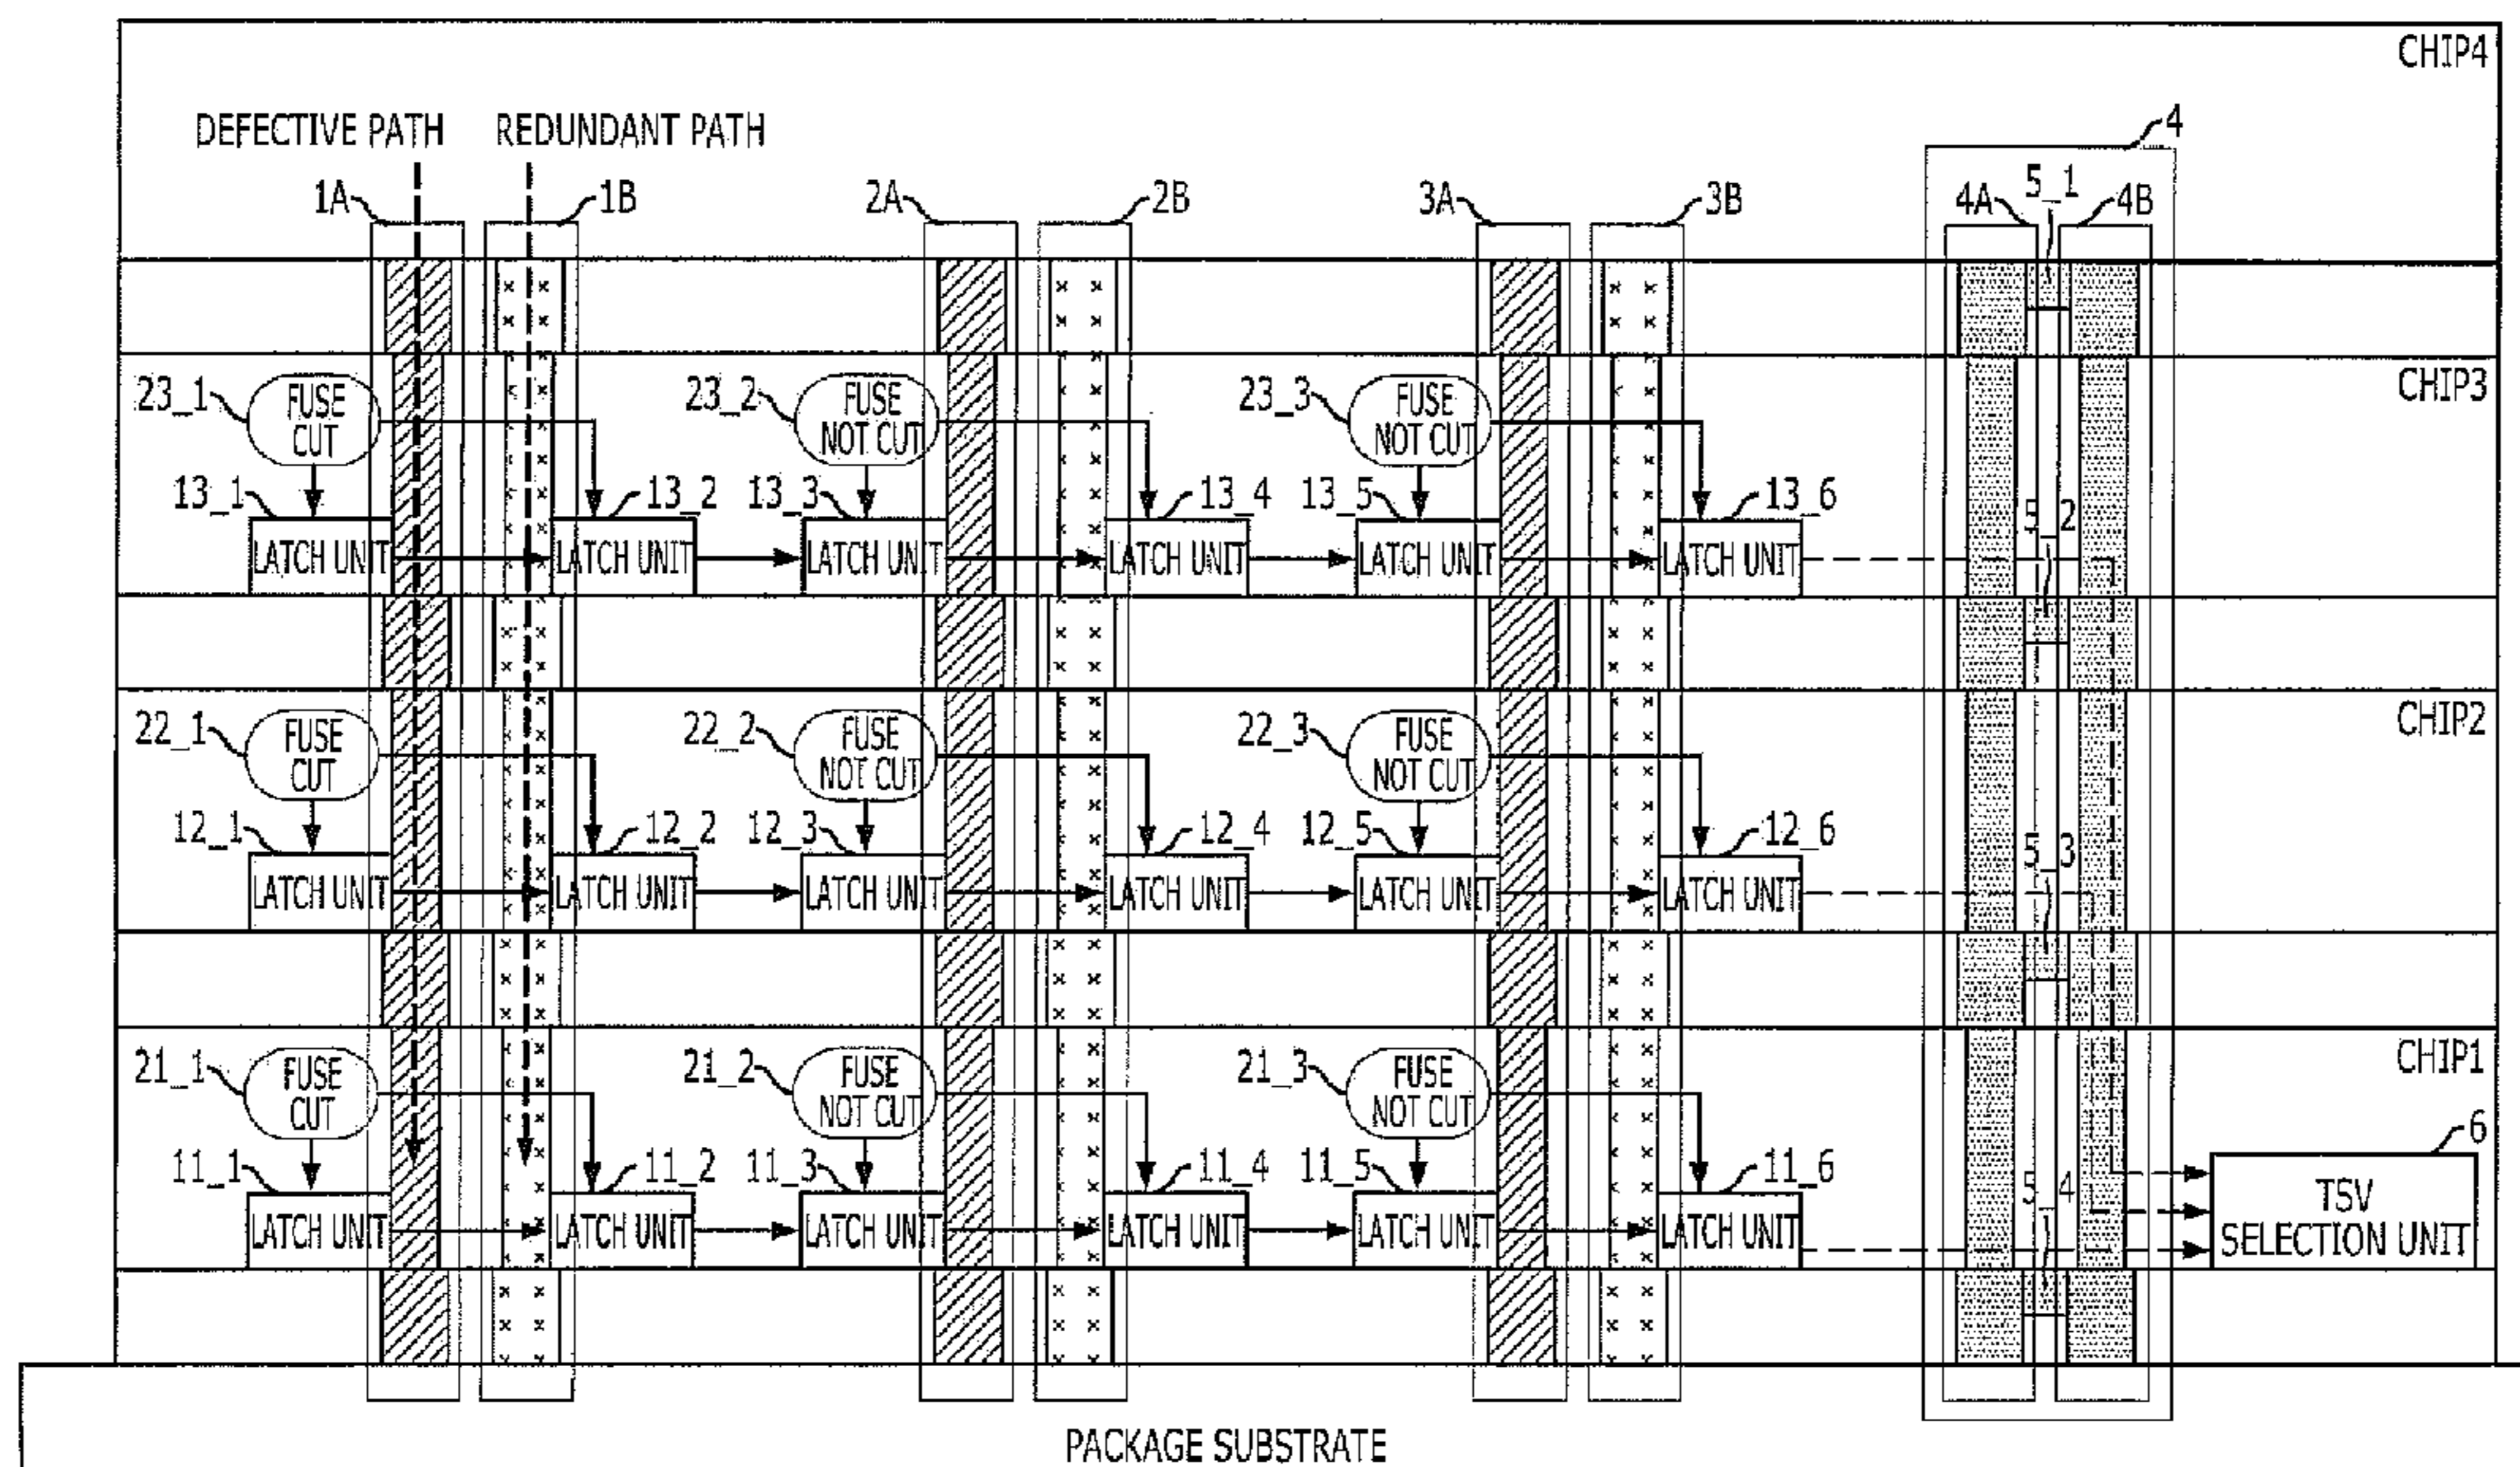 CHIP4
DEFECTIVE PATH REDUNDANT PATH
4
1A 1B 2A 2B 3A 3B 4A 5_1 4B
CHIP3
23_1 FUSE CUT 23_2 FUSE NOT CUT 23_3 FUSE NOT CUT
13_1 13_2 13_3 13_4 13_5 13_6 5_2
LATCH UNIT LATCH UNIT LATCH UNIT LATCH UNIT LATCH UNIT LATCH UNIT
CHIP2
22_1 FUSE CUT 22_2 FUSE NOT CUT 22_3 FUSE NOT CUT
12_1 12_2 12_3 12_4 12_5 12_6 5_3
LATCH UNIT LATCH UNIT LATCH UNIT LATCH UNIT LATCH UNIT LATCH UNIT
CHIP1
21_1 FUSE CUT 21_2 FUSE NOT CUT 21_3 FUSE NOT CUT
6
11_1 11_2 11_3 11_4 11_5 11_6 5_4
LATCH UNIT LATCH UNIT LATCH UNIT LATCH UNIT LATCH UNIT LATCH UNIT
TSV
SELECTION UNIT
PACKAGE SUBSTRATE